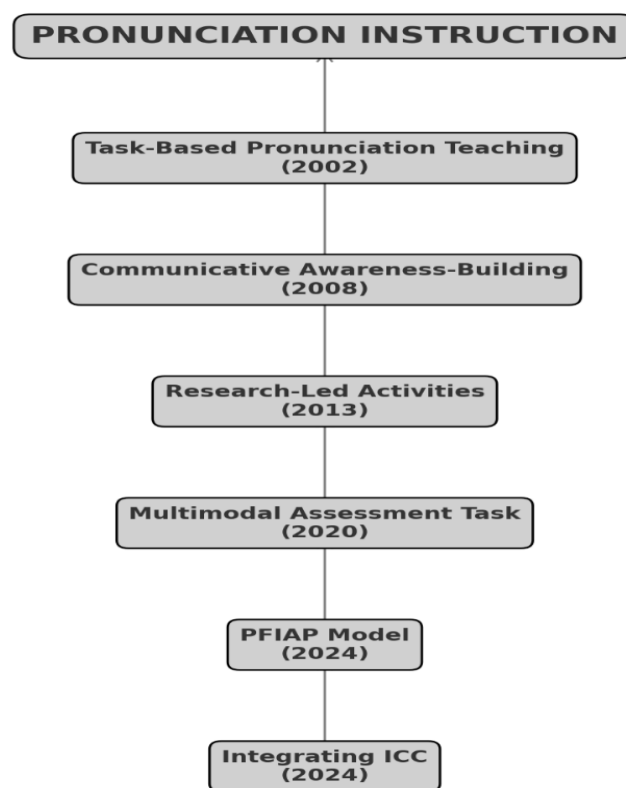 PRONUNCIATION INSTRUCTION
Task-Based Pronunciation Teaching
(2002)
Communicative Awareness-Building
(2008)
Research-Led Activities
(2013)
Multimodal Assessment Task
(2020)
PFIAP Model
(2024)
Integrating ICC
(2024)